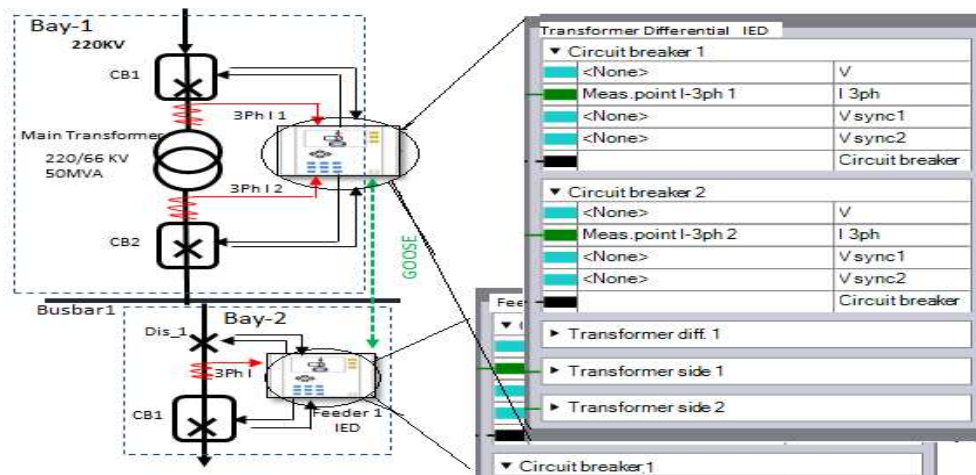 Bay-1
220KV
CB1
3Ph I 1
Main Transformer
220/66 KV
50MVA
3Ph I 2
CB2
GOOSE
Busbar1
Bay-2
Dis_1
3Ph I
CB1
Feeder 1
IED
Transformer Differential IED
▼ Circuit breaker 1
<None> V
Meas.point I-3ph 1 I 3ph
<None> V sync1
<None> V sync2
Circuit breaker
▼ Circuit breaker 2
<None> V
Meas.point I-3ph 2 I 3ph
<None> V sync1
<None> V sync2
Circuit breaker
► Transformer diff. 1
► Transformer side 1
► Transformer side 2
Fee
▼ Circuit breaker 1